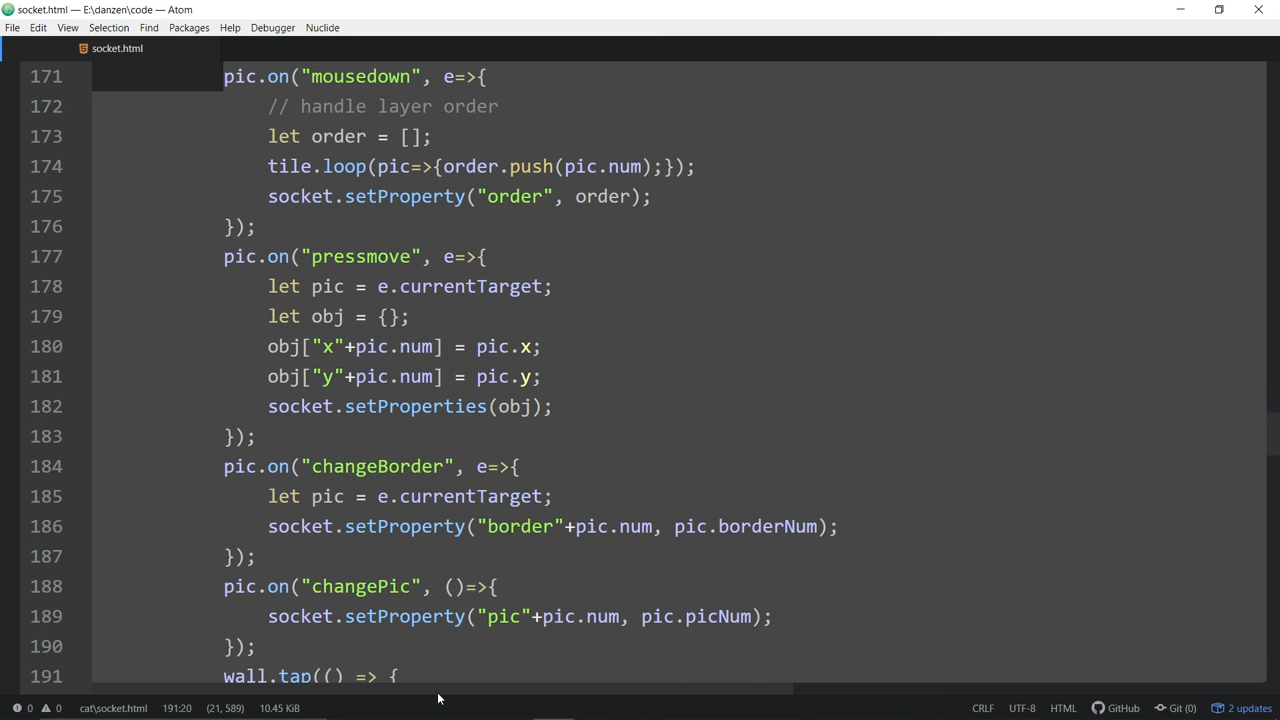 socket.html — E:\danzen\code — Atom
File Edit View Selection Find Packages Help Debugger Nuclide
socket.html
171 pic.on("mousedown", e=>{
172 // handle layer order
173 let order = [];
174 tile.loop(pic=>{order.push(pic.num);});
175 socket.setProperty("order", order);
176 });
177 pic.on("pressmove", e=>{
178 let pic = e.currentTarget;
179 let obj = {};
180 obj["x"+pic.num] = pic.x;
181 obj["y"+pic.num] = pic.y;
182 socket.setProperties(obj);
183 });
184 pic.on("changeBorder", e=>{
185 let pic = e.currentTarget;
186 socket.setProperty("border"+pic.num, pic.borderNum);
187 });
188 pic.on("changePic", ()=>{
189 socket.setProperty("pic"+pic.num, pic.picNum);
190 });
191 wall.tap(() => {
0 0 cat\socket.html 191:20 (21, 589) 10.45 KiB CRLF UTF-8 HTML GitHub Git (0) 2 updates